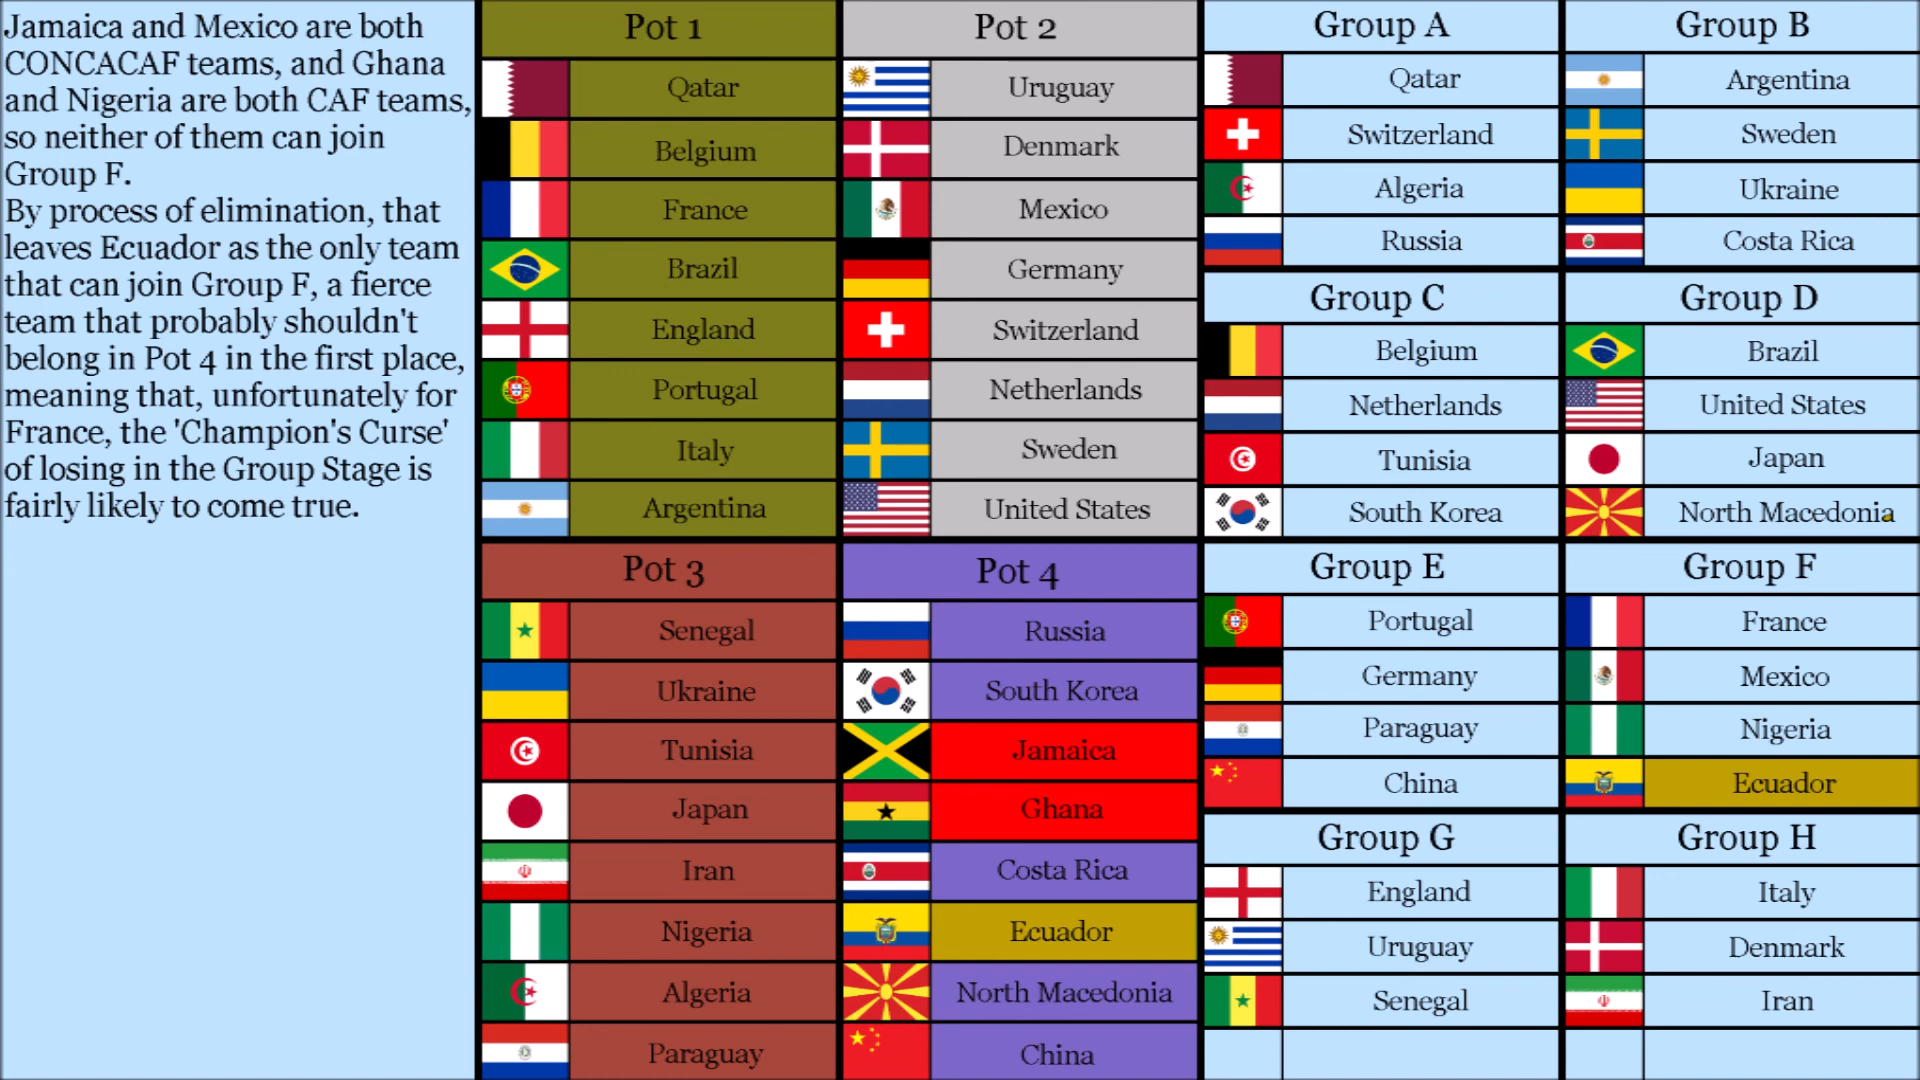 Jamaica and Mexico are both
CONCACAF teams, and Ghana
and Nigeria are both CAF teams,
so neither of them can join
Group F.
By process of elimination, that
leaves Ecuador as the only team
that can join Group F, a fierce
team that probably shouldn't
belong in Pot 4 in the first place,
meaning that, unfortunately for
France, the 'Champion's Curse'
of losing in the Group Stage is
fairly likely to come true.
Pot 1
Qatar
Belgium
France
Brazil
England
Portugal
Italy
Argentina
Pot 2
Uruguay
Denmark
Mexico
Germany
Switzerland
Netherlands
Sweden
United States
Pot 3
Senegal
Ukraine
Tunisia
Japan
Iran
Nigeria
Algeria
Paraguay
Pot 4
Russia
South Korea
Jamaica
Ghana
Costa Rica
Ecuador
North Macedonia
China
Group A
Qatar
Switzerland
Algeria
Russia
Group B
Argentina
Sweden
Ukraine
Costa Rica
Group C
Belgium
Netherlands
Tunisia
South Korea
Group D
Brazil
United States
Japan
North Macedonia
Group E
Portugal
Germany
Paraguay
China
Group F
France
Mexico
Nigeria
Ecuador
Group G
England
Uruguay
Senegal
Group H
Italy
Denmark
Iran